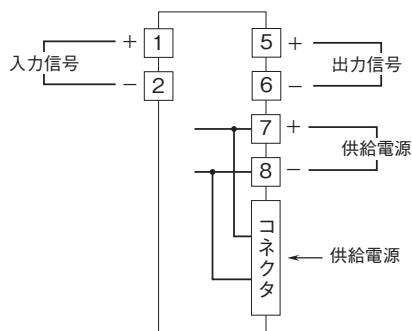 + 1 5 +
入力信号 出力信号
− 2 6 −
7 +
供給電源
8 −
コネクタ
供給電源